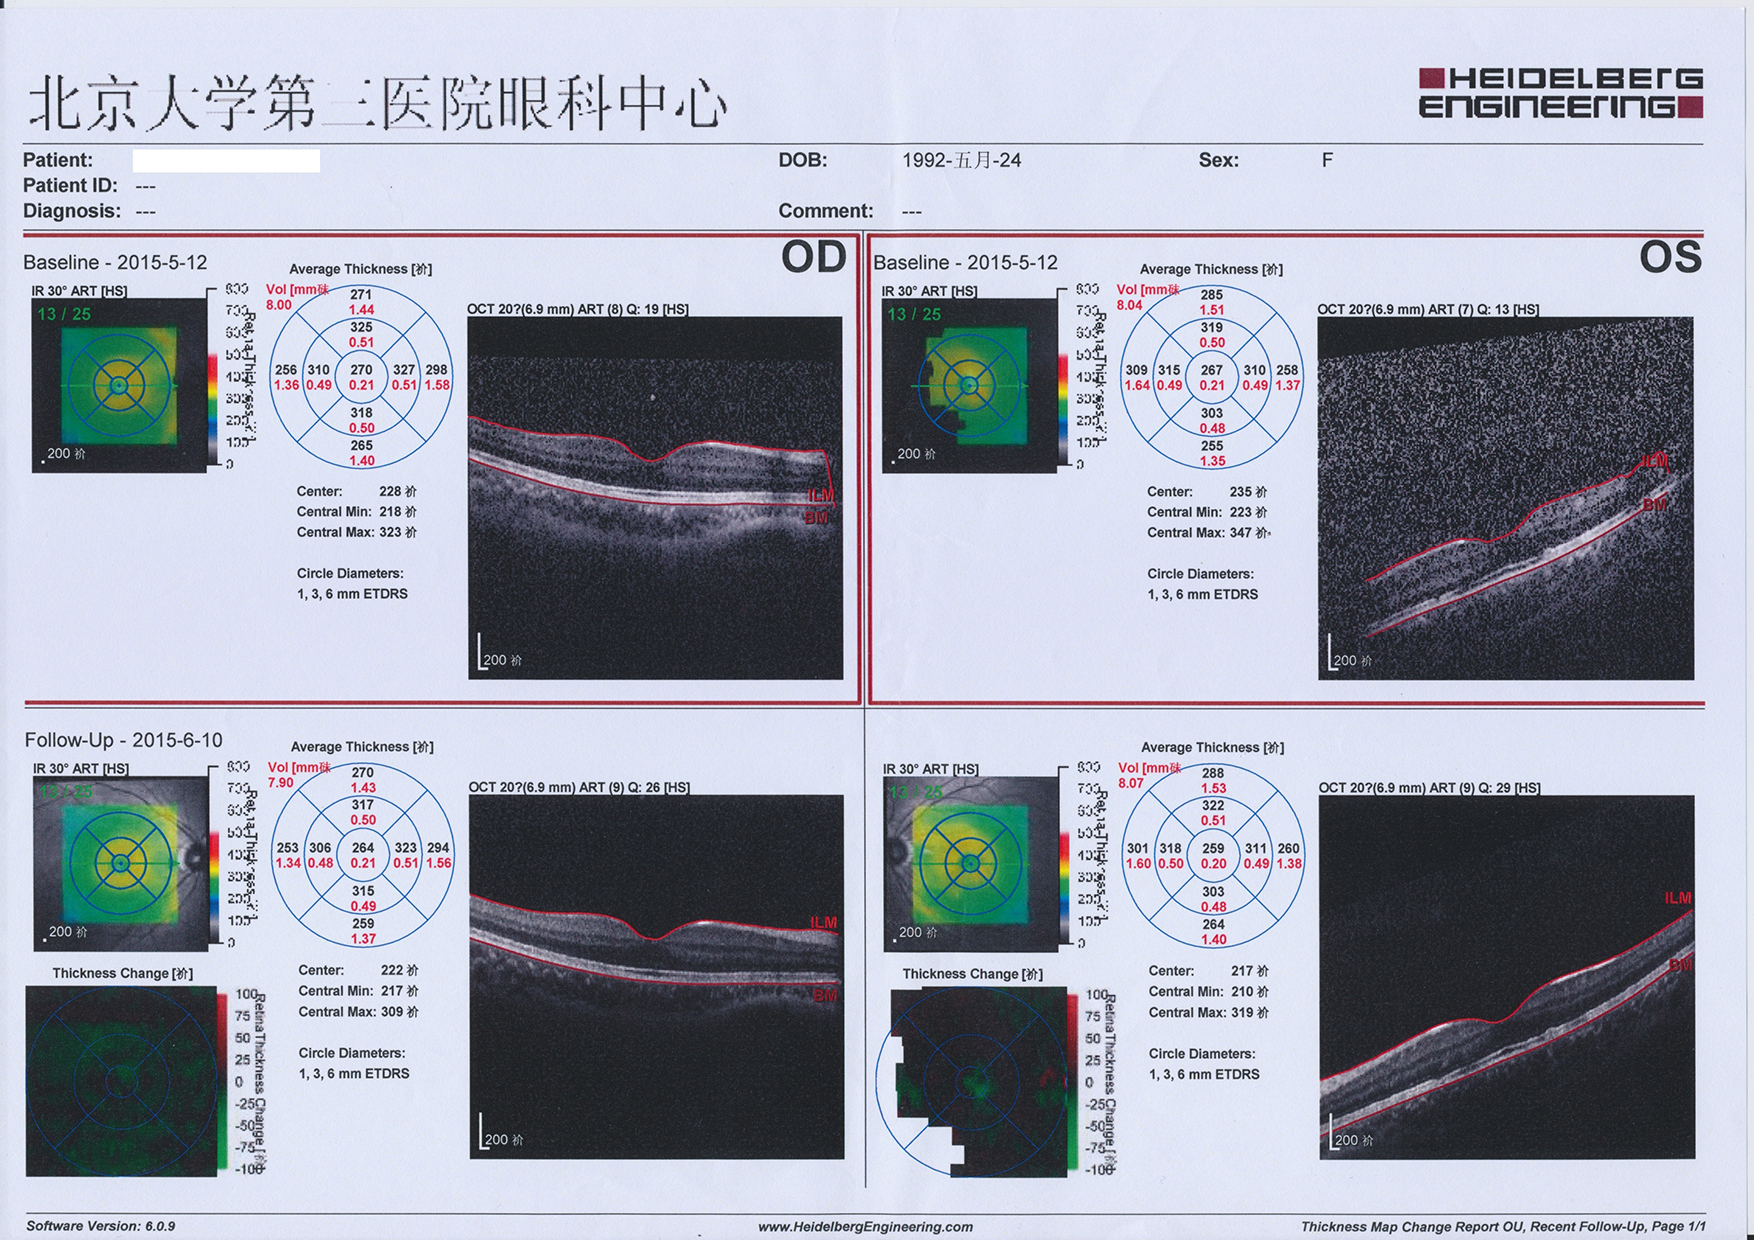 北京大学第三医院眼科中心
HEIDELBERG
ENGINEERING
Patient:
DOB: 1992-五月-24
Sex: F
Patient ID: ---
Diagnosis: ---
Comment: ---
OD
Baseline - 2015-5-12
IR 30° ART [HS]
13 / 25
200 祄
800
700
600
500
400
300
200
100
0
Average Thickness [祄]
Vol [mm硃
8.00
271
1.44
325
0.51
256 310 270 327 298
1.36 0.49 0.21 0.51 1.58
318
0.50
265
1.40
Center: 228 祄
Central Min: 218 祄
Central Max: 323 祄
Circle Diameters:
1, 3, 6 mm ETDRS
OCT 20?(6.9 mm) ART (8) Q: 19 [HS]
ILM
BM
200 祄
OS
Baseline - 2015-5-12
IR 30° ART [HS]
13 / 25
200 祄
800
700
600
500
400
300
200
100
0
Average Thickness [祄]
Vol [mm硃
8.04
285
1.51
319
0.50
309 315 267 310 258
1.64 0.49 0.21 0.49 1.37
303
0.48
255
1.35
Center: 235 祄
Central Min: 223 祄
Central Max: 347 祄
Circle Diameters:
1, 3, 6 mm ETDRS
OCT 20?(6.9 mm) ART (7) Q: 13 [HS]
ILM
BM
200 祄
Follow-Up - 2015-6-10
IR 30° ART [HS]
13 / 25
200 祄
800
700
600
500
400
300
200
100
0
Average Thickness [祄]
Vol [mm硃
7.90
270
1.43
317
0.50
253 306 264 323 294
1.34 0.48 0.21 0.51 1.56
315
0.49
259
1.37
Center: 222 祄
Central Min: 217 祄
Central Max: 309 祄
Circle Diameters:
1, 3, 6 mm ETDRS
OCT 20?(6.9 mm) ART (9) Q: 26 [HS]
ILM
BM
200 祄
Thickness Change [祄]
100
75
50
25
0
-25
-50
-75
-100
Retina Thickness Change [祄]
IR 30° ART [HS]
13 / 25
200 祄
800
700
600
500
400
300
200
100
0
Average Thickness [祄]
Vol [mm硃
8.07
288
1.53
322
0.51
301 318 259 311 260
1.60 0.50 0.20 0.49 1.38
303
0.48
264
1.40
Center: 217 祄
Central Min: 210 祄
Central Max: 319 祄
Circle Diameters:
1, 3, 6 mm ETDRS
OCT 20?(6.9 mm) ART (9) Q: 29 [HS]
ILM
BM
200 祄
Thickness Change [祄]
100
75
50
25
0
-25
-50
-75
-100
Retina Thickness Change [祄]
Software Version: 6.0.9
www.HeidelbergEngineering.com
Thickness Map Change Report OU, Recent Follow-Up, Page 1/1